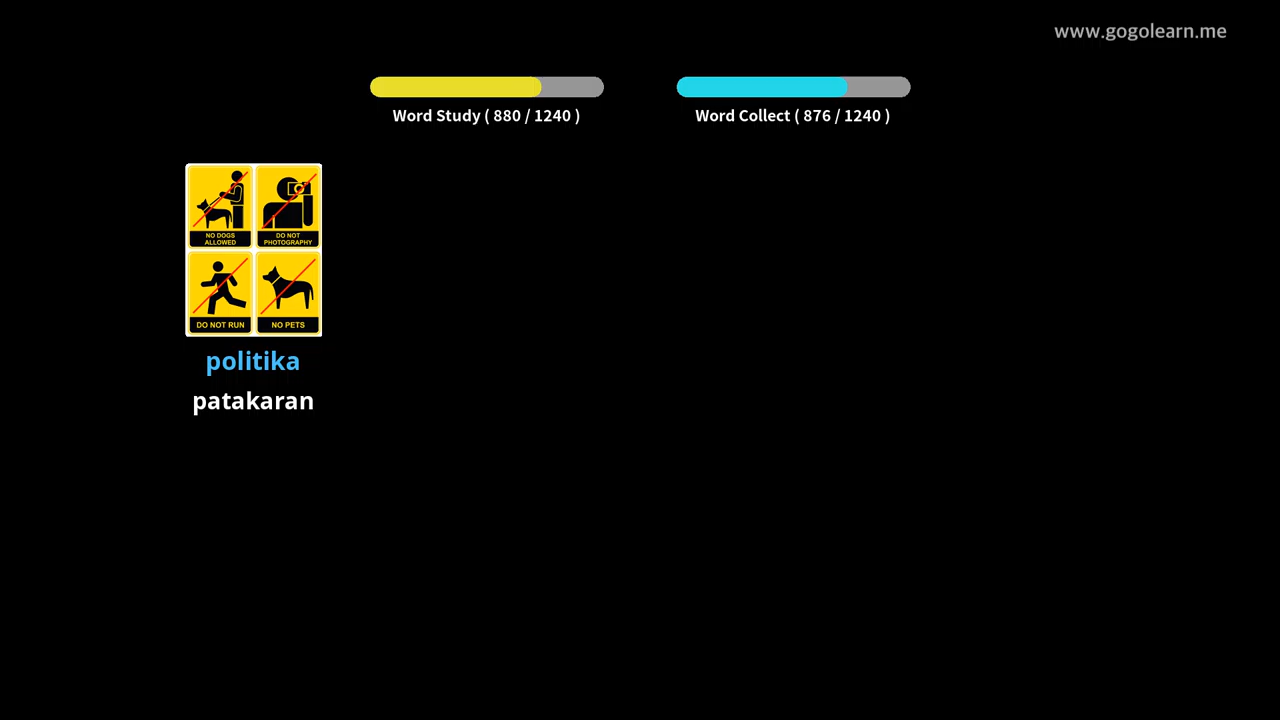 www.gogolearn.me
Word Study ( 880 / 1240 )
Word Collect ( 876 / 1240 )
NO DOGS
ALLOWED
DO NOT
PHOTOGRAPHY
DO NOT RUN
NO PETS
politika
patakaran